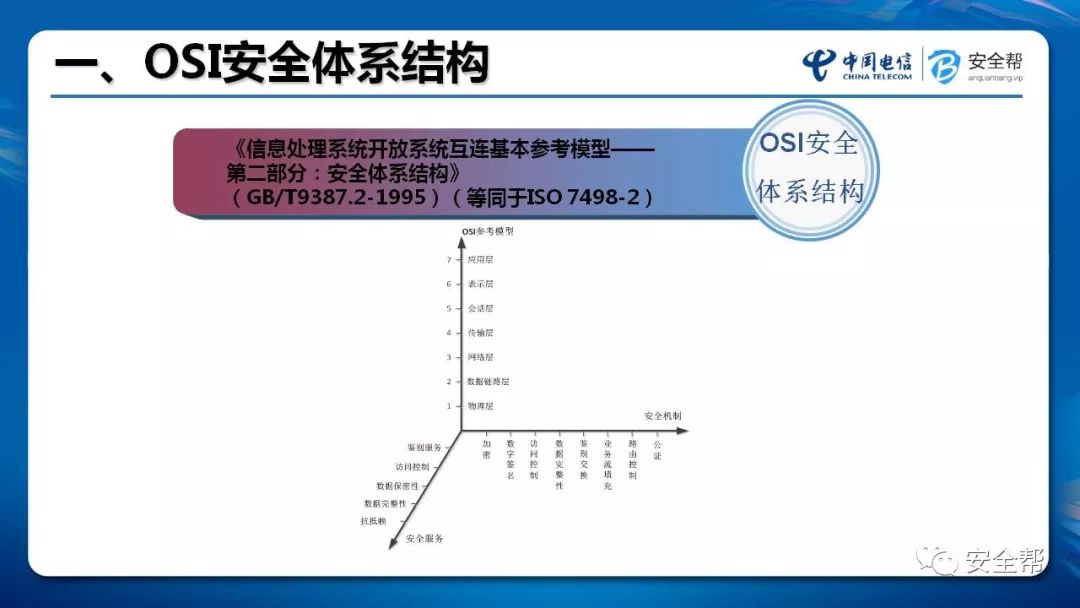 一、OSI安全体系结构
中国电信
CHINA TELECOM
安全帮
anquanbang.vip
《信息处理系统开放系统互连基本参考模型——
第二部分：安全体系结构》
（GB/T9387.2-1995）（等同于ISO 7498-2）
OSI安全
体系结构
OSI参考模型
7 应用层
6 表示层
5 会话层
4 传输层
3 网络层
2 数据链路层
1 物理层
安全机制
加密
数字签名
访问控制
数据完整性
鉴别交换
业务流填充
路由控制
公证
鉴别服务
访问控制
数据保密性
数据完整性
抗抵赖
安全服务
安全帮